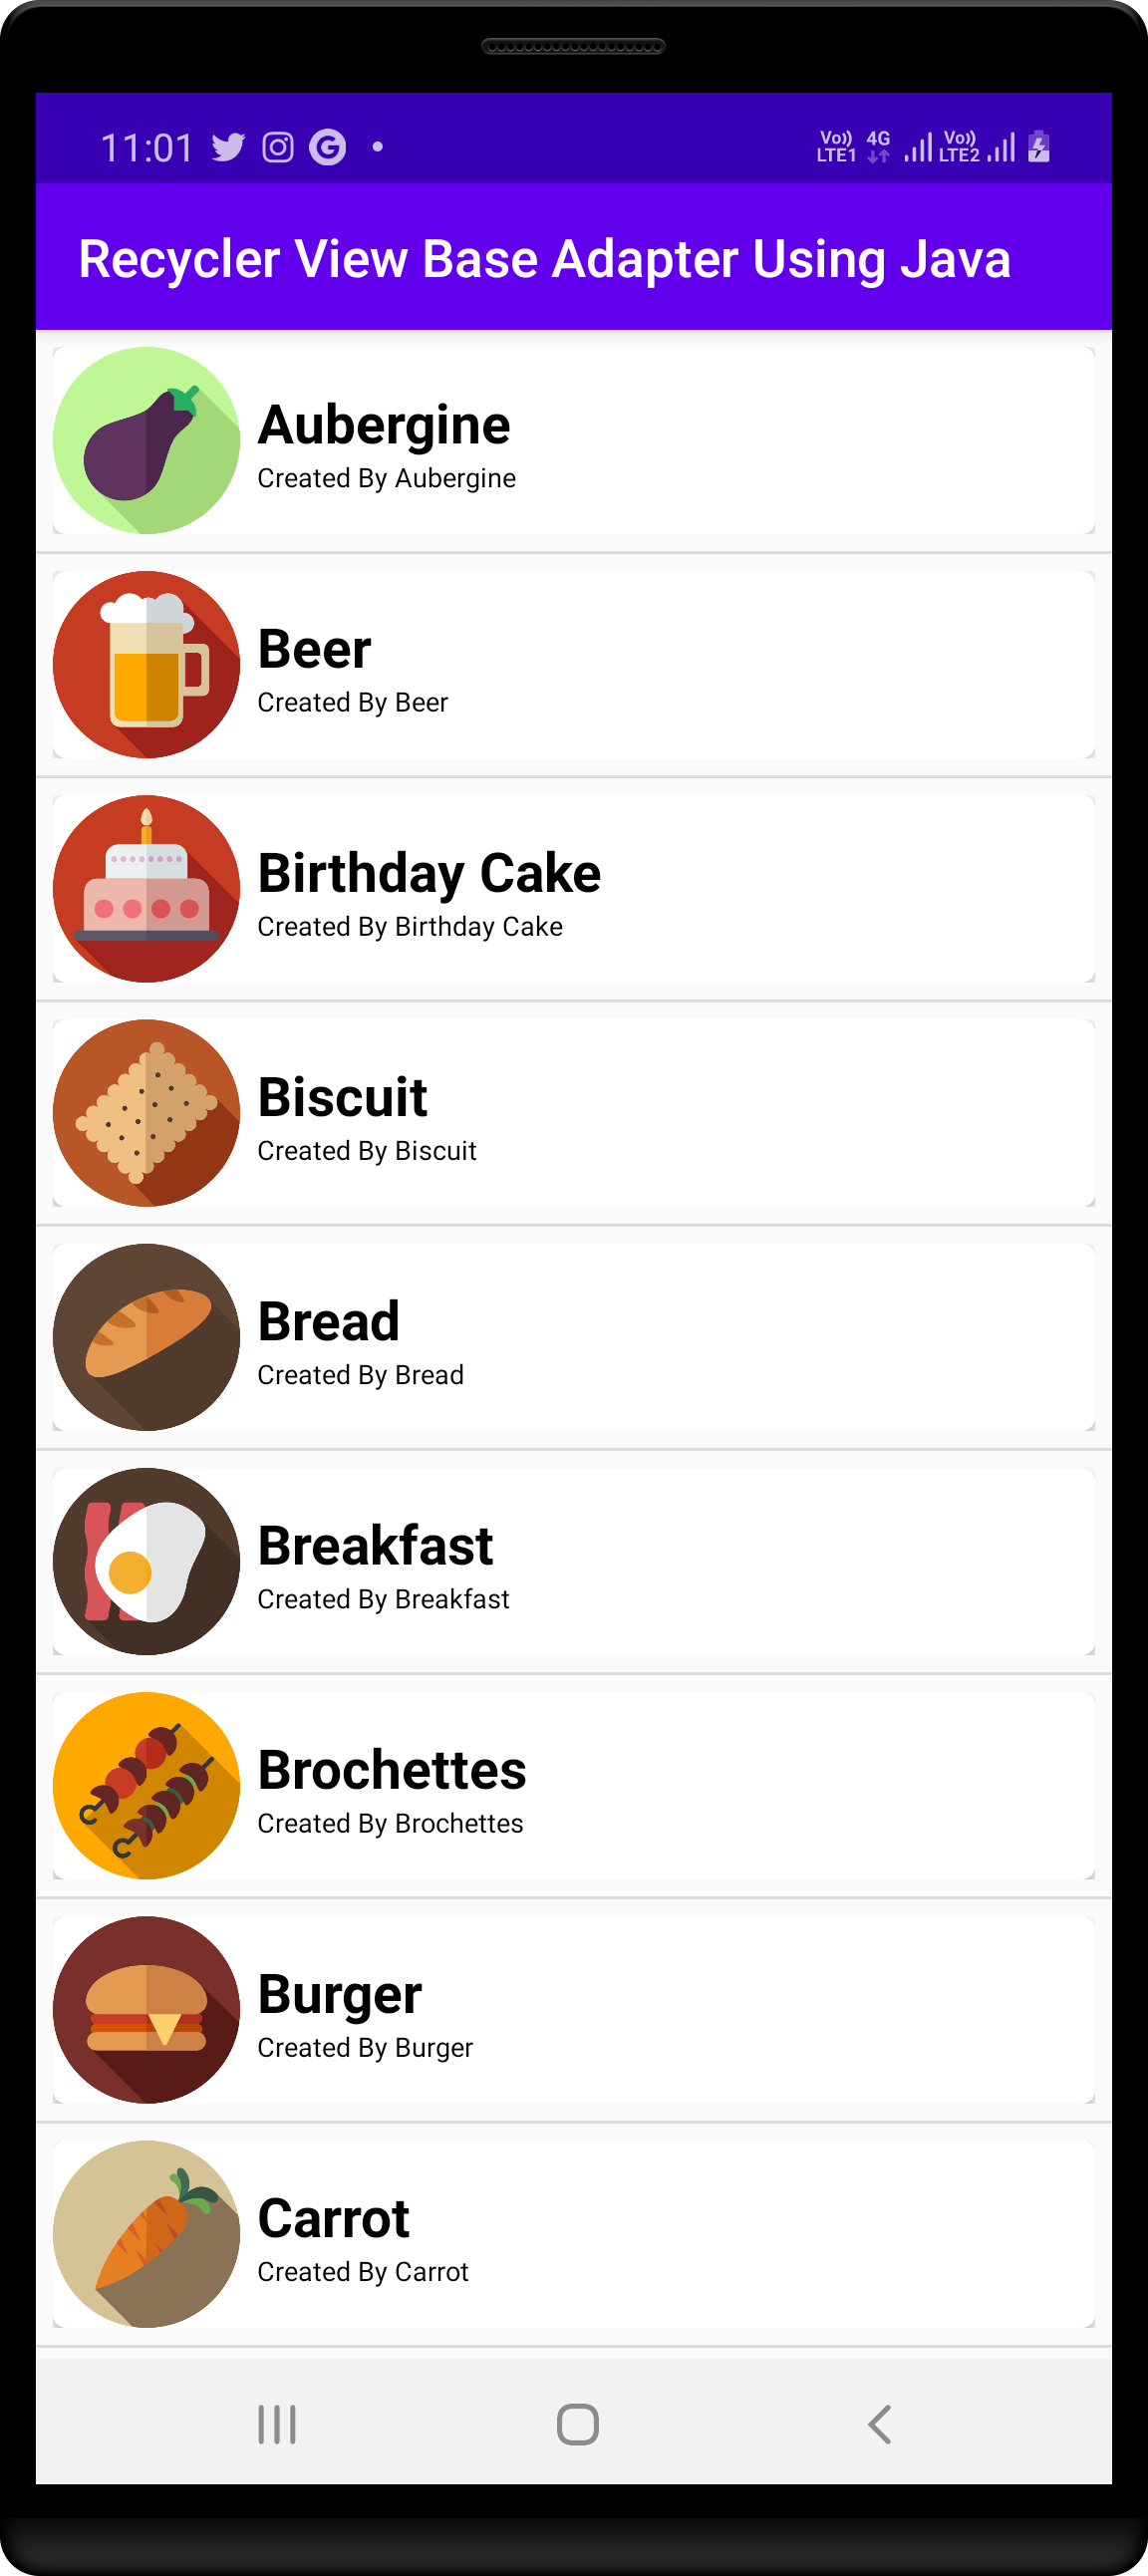 11:01
Vo)) 4G Vo))
LTE1 LTE2
Recycler View Base Adapter Using Java
Aubergine
Created By Aubergine
Beer
Created By Beer
Birthday Cake
Created By Birthday Cake
Biscuit
Created By Biscuit
Bread
Created By Bread
Breakfast
Created By Breakfast
Brochettes
Created By Brochettes
Burger
Created By Burger
Carrot
Created By Carrot